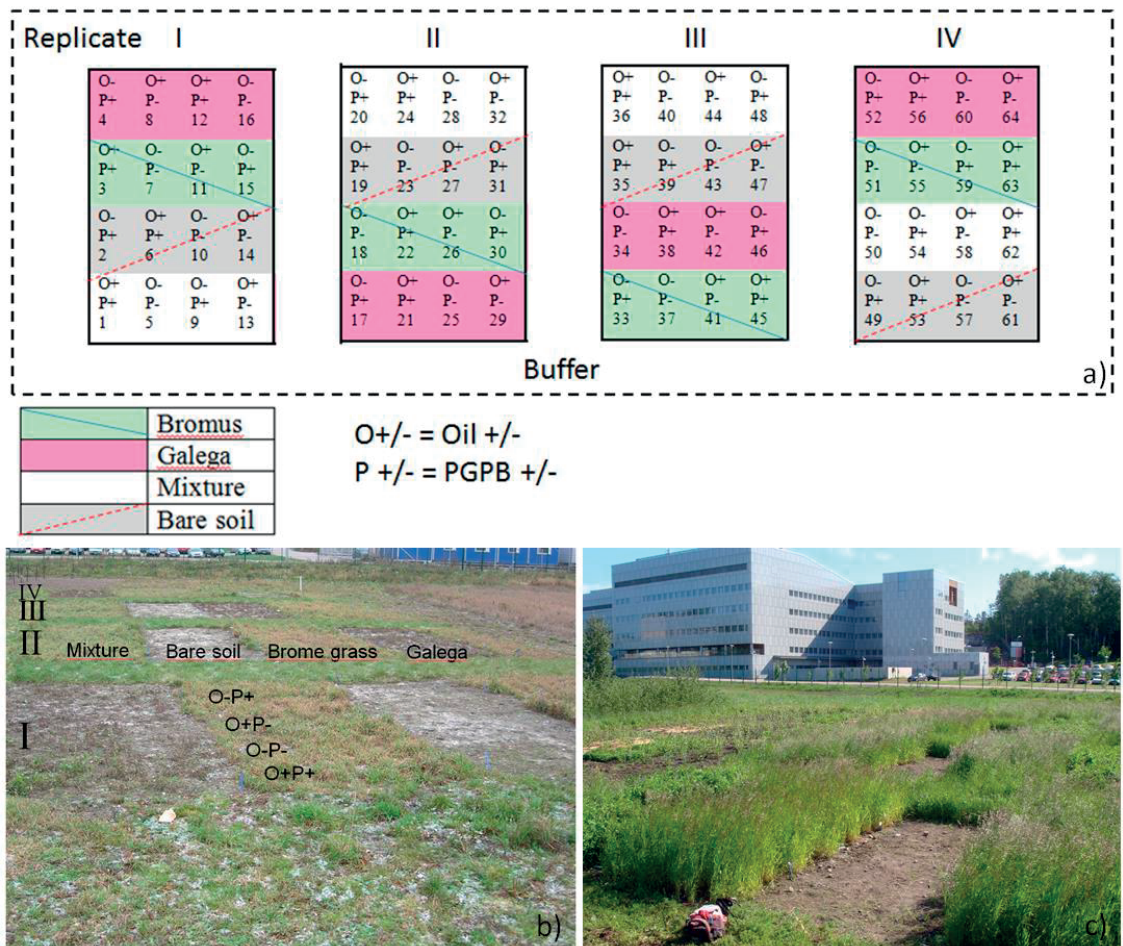 Replicate I II III IV
O- O+ O+ O-
P+ P- P+ P-
4 8 12 16
O+ O- O+ O-
P+ P- P- P+
3 7 11 15
O- O+ O- O+
P+ P+ P- P-
2 6 10 14
O+ O- O- O+
P+ P- P+ P-
1 5 9 13
O- O+ O- O+
P+ P+ P- P-
20 24 28 32
O+ O- O- O+
19 23 27 31
O- O- O+ O+
P- P+ P- P+
18 22 26 30
O- O+ O- O+
P+ P+ P- P-
17 21 25 29
O+ O- O+ O-
P+ P- P- P+
36 40 44 48
O+ O- O- O+
P+ P+ P- P-
35 39 43 47
O- O- O+ O+
P- P+ P- P+
34 38 42 46
O- O- O+ O+
P+ P-
33 37 41 45
O- O+ O- O+
P+ P+ P- P-
52 56 60 64
O- O+ O- O+
P- P- P+ P+
51 55 59 63
O- O- O+ O+
P- P+ P- P+
50 54 58 62
O- O+ O- O+
P+ P+ P- P-
49 53 57 61
Buffer
a)
Bromus
Galega
Mixture
Bare soil
O+/- = Oil +/-
P +/- = PGPB +/-
IV
III
II
Mixture Bare soil Brome grass Galega
I
O-P+
O+P-
O-P-
O+P+
b)
c)